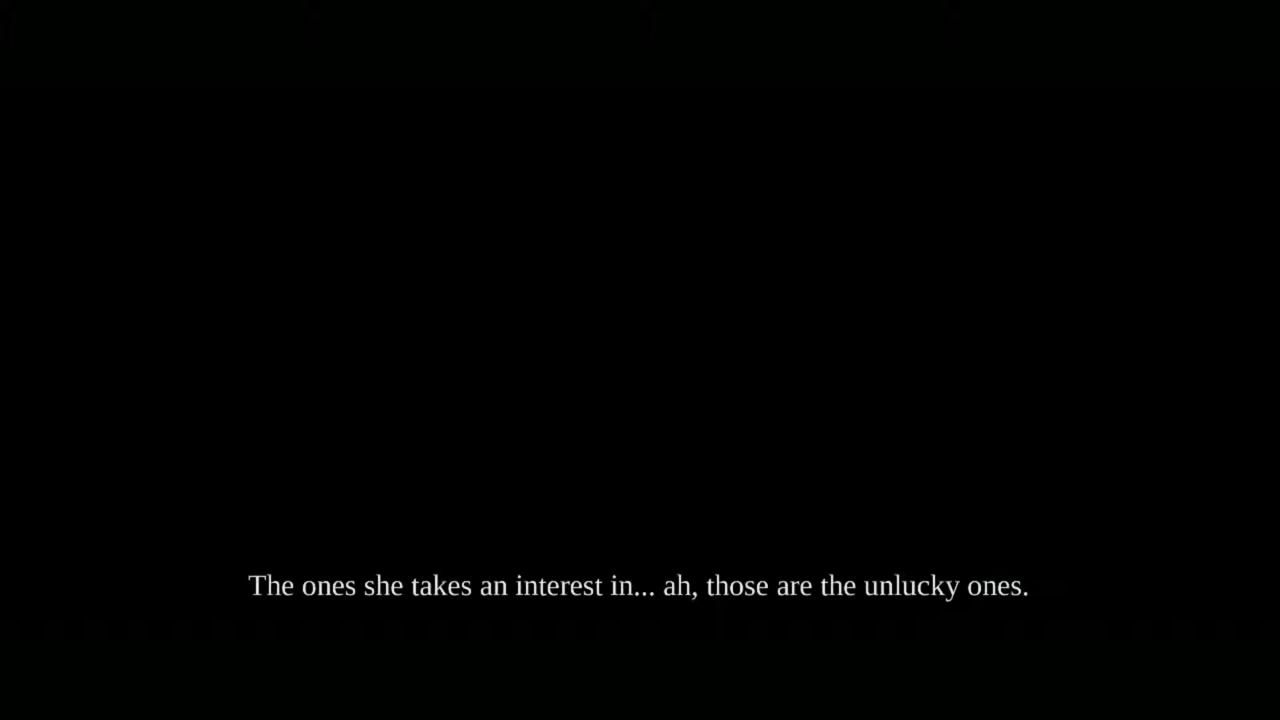 The ones she takes an interest in... ah, those are the unlucky ones.